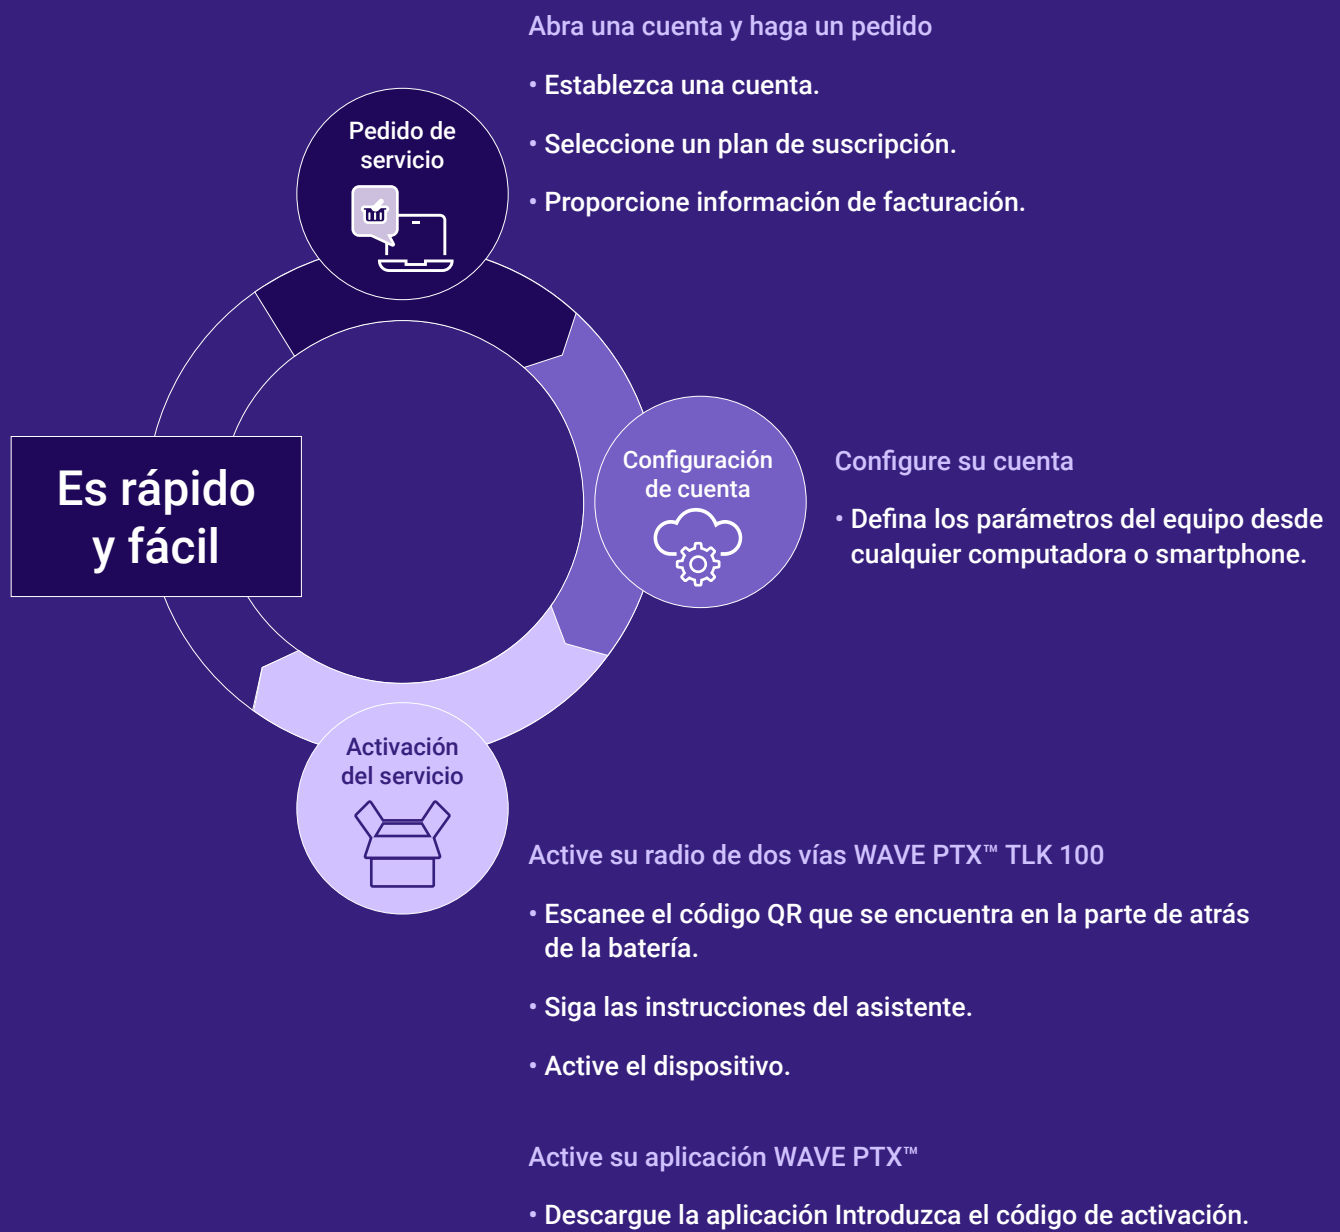 Abra una cuenta y haga un pedido
• Establezca una cuenta.
• Seleccione un plan de suscripción.
• Proporcione información de facturación.
Pedido de
servicio
Es rápido
y fácil
Configuración
de cuenta
Configure su cuenta
• Defina los parámetros del equipo desde
cualquier computadora o smartphone.
Activación
del servicio
Active su radio de dos vías WAVE PTX™ TLK 100
• Escanee el código QR que se encuentra en la parte de atrás
de la batería.
• Siga las instrucciones del asistente.
• Active el dispositivo.
Active su aplicación WAVE PTX™
• Descargue la aplicación Introduzca el código de activación.